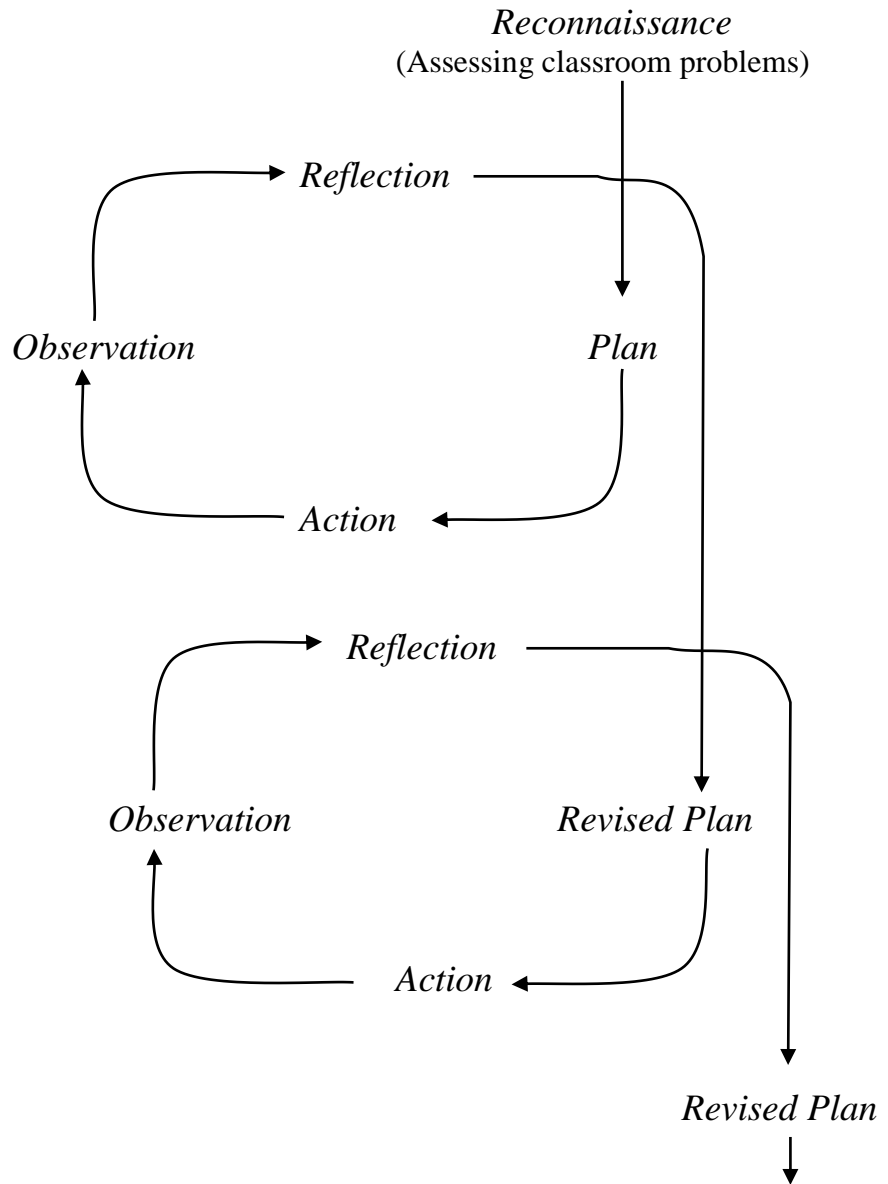 Reconnaissance
(Assessing classroom problems)
Reflection
Observation
Plan
Action
Reflection
Observation
Revised Plan
Action
Revised Plan